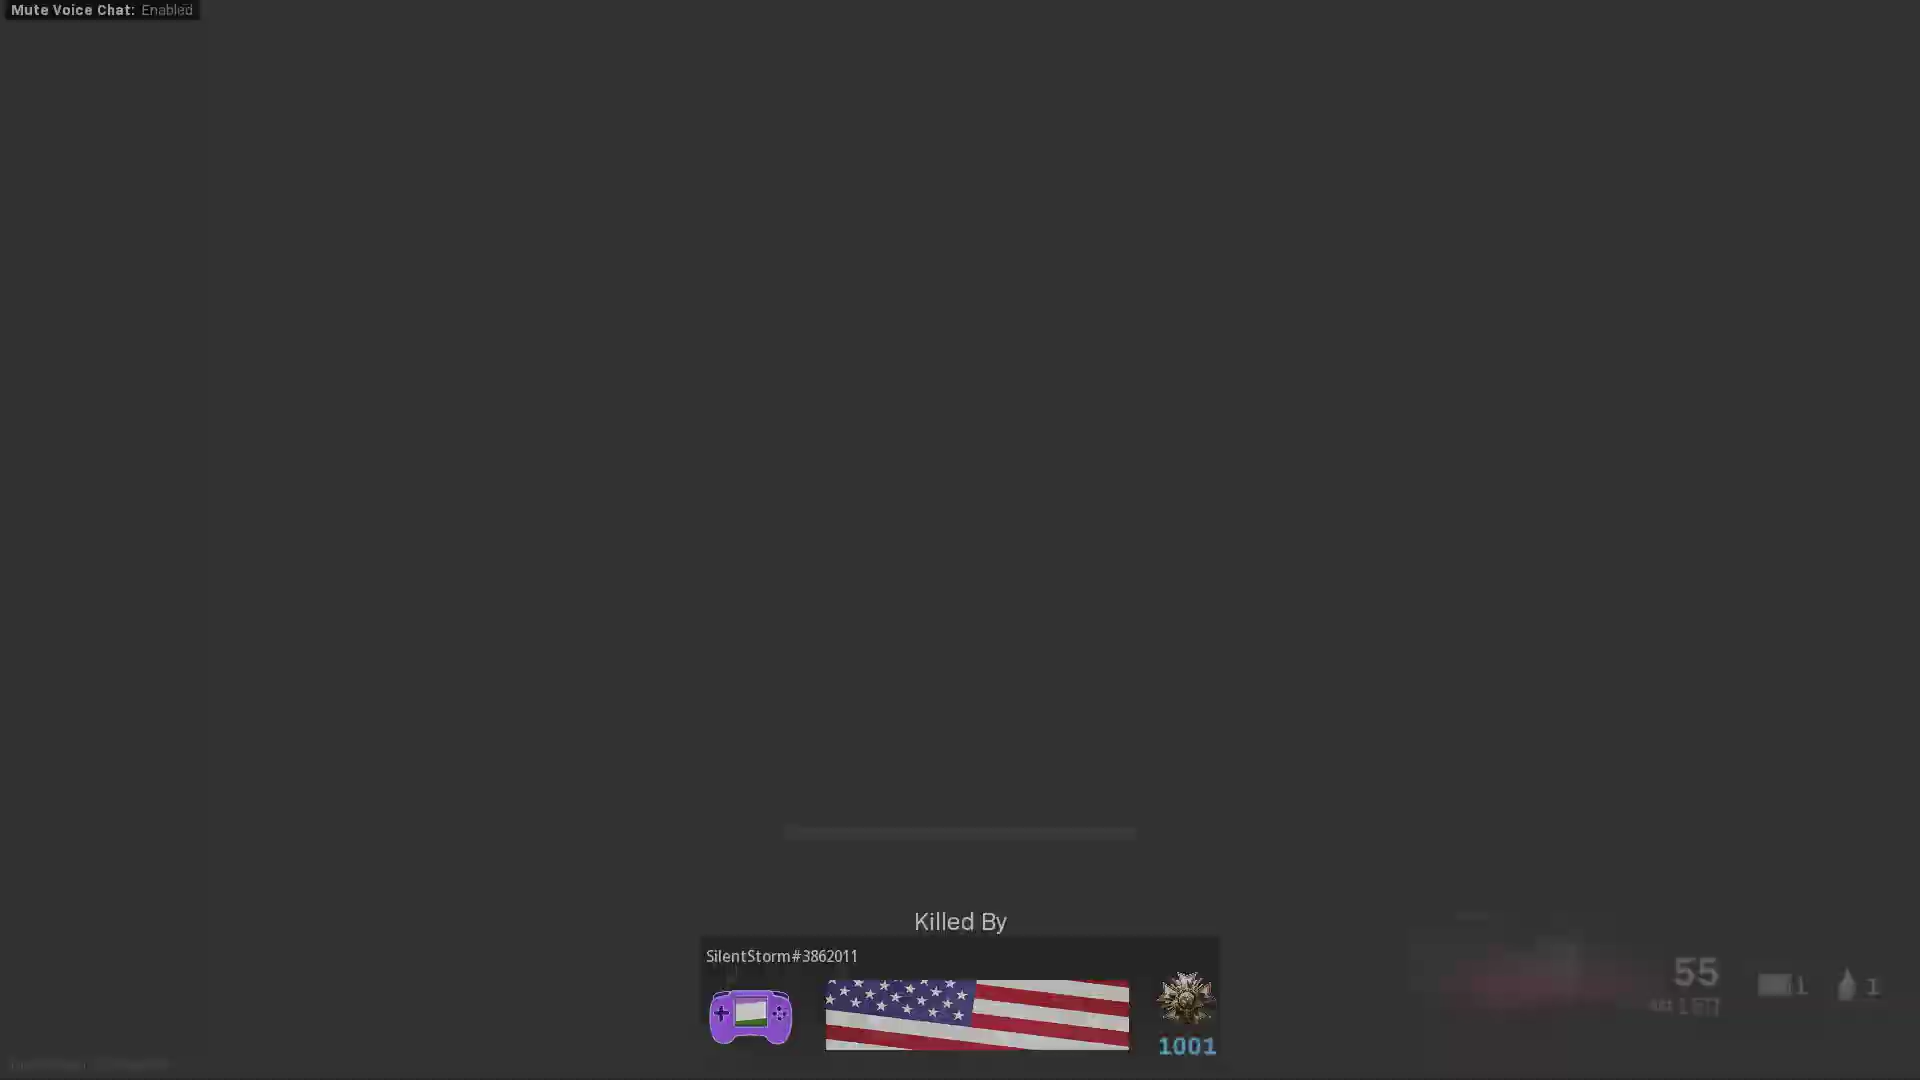 Mute Voice Chat: Enabled
Killed By
SilentStorm#3862011
55
1
1
1001